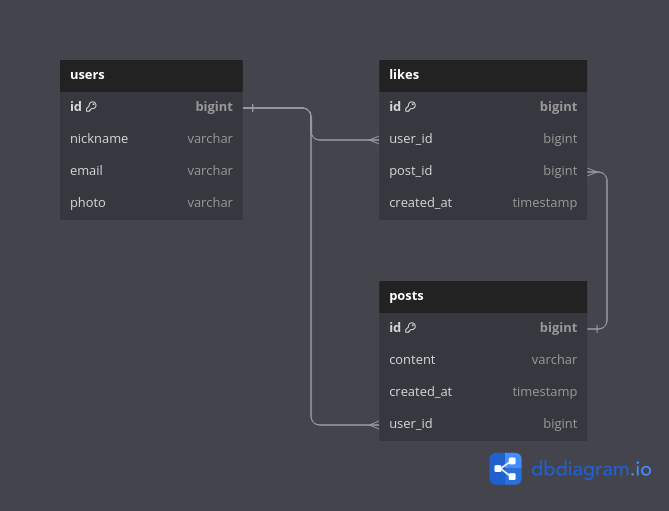 users
id bigint
nickname varchar
email varchar
photo varchar
likes
id bigint
user_id bigint
post_id bigint
created_at timestamp
posts
id bigint
content varchar
created_at timestamp
user_id bigint
dbdiagram.io